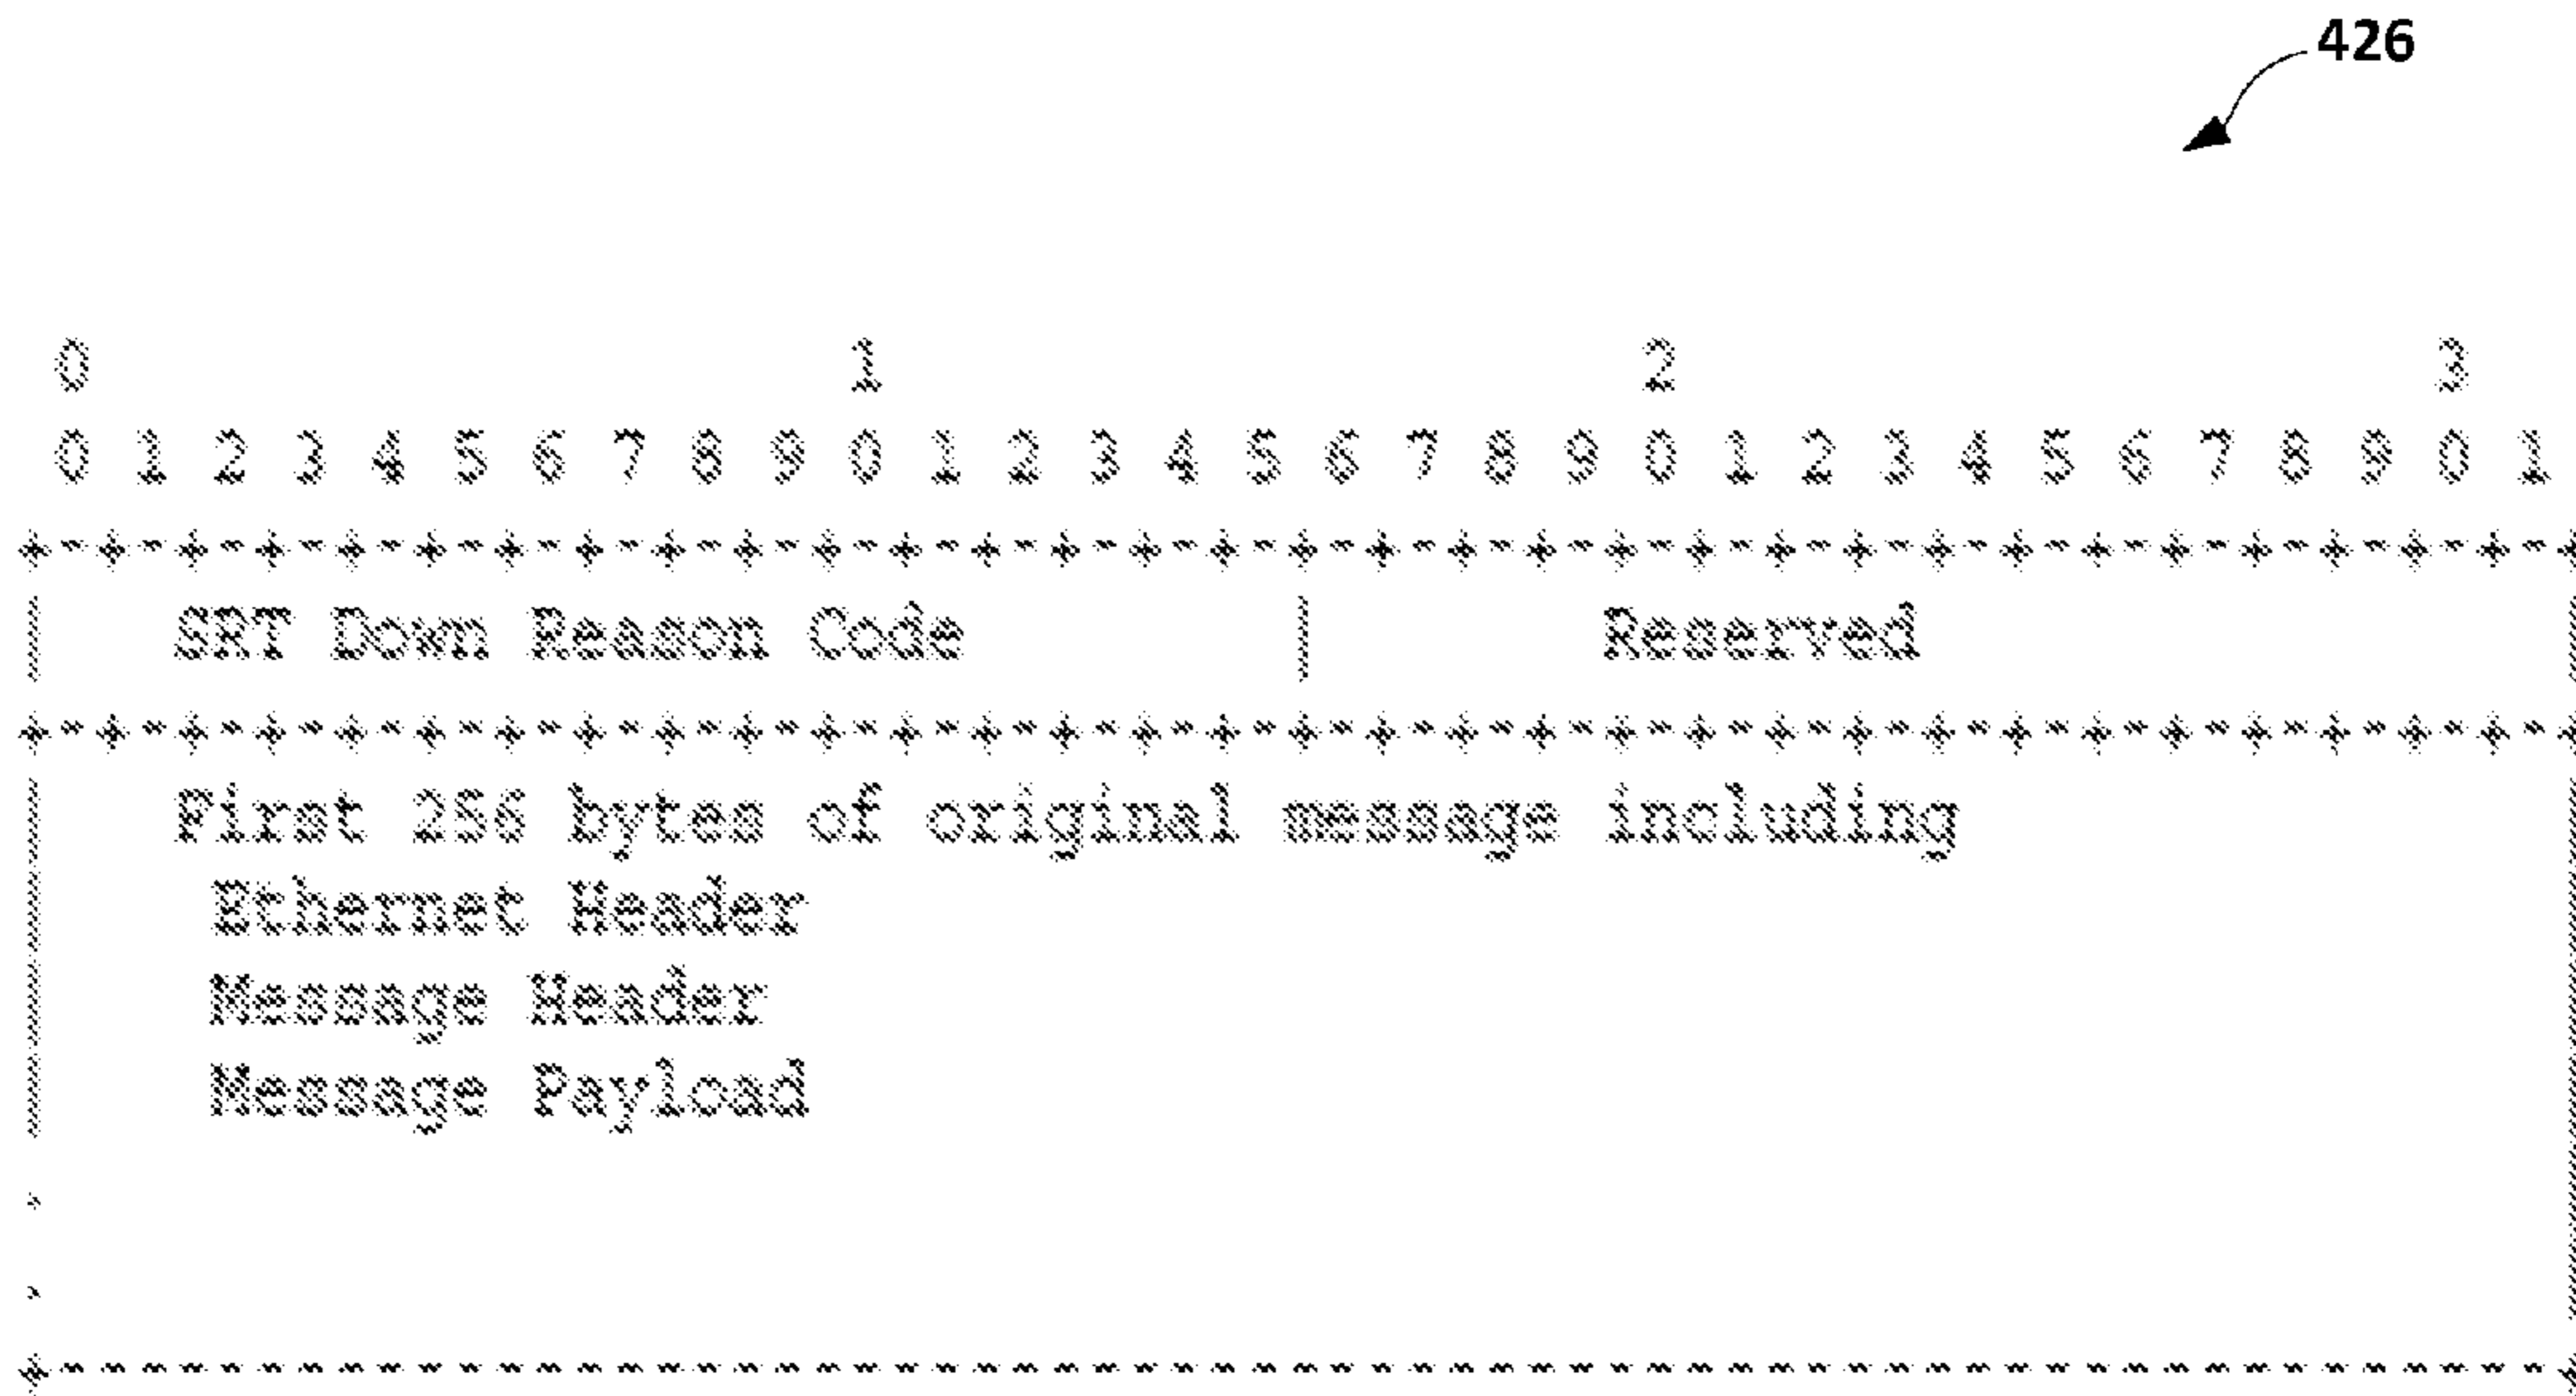 426
0 1 2 3
0 1 2 3 4 5 6 7 8 9 0 1 2 3 4 5 6 7 8 9 0 1 2 3 4 5 6 7 8 9 0 1
+-+-+-+-+-+-+-+-+-+-+-+-+-+-+-+-+-+-+-+-+-+-+-+-+-+-+-+-+-+-+-+-+
| SRT Down Reason Code | Reserved |
+-+-+-+-+-+-+-+-+-+-+-+-+-+-+-+-+-+-+-+-+-+-+-+-+-+-+-+-+-+-+-+-+
| First 256 bytes of original message including |
| Ethernet Header |
| Message Header |
| Message Payload |
. |
. |
+---------------------------------------------------------------+